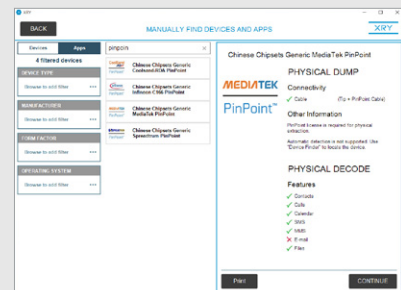 XRY
BACK
MANUALLY FIND DEVICES AND APPS
XRY
Devices
Apps
4 filtered devices
DEVICE TYPE
Browse to add filter
MANUFACTURER
Browse to add filter
FORM FACTOR
Browse to add filter
OPERATING SYSTEM
Browse to add filter
pinpoin
Chinese Chipsets Generic
Coolsand-RDA PinPoint
Chinese Chipsets Generic
Infineon C166 PinPoint
Chinese Chipsets Generic
MediaTek PinPoint
Chinese Chipsets Generic
Spreadtrum PinPoint
Chinese Chipsets Generic MediaTek PinPoint
MEDIATEK
PinPoint™
PHYSICAL DUMP
Connectivity
Cable (Tip + PinPoint Cable)
Other Information
PinPoint license is required for physical
extraction.
Automatic detection is not supported. Use
"Device Finder" to locate the device.
PHYSICAL DECODE
Features
Contacts
Calls
Calendar
SMS
MMS
E-mail
Files
Print
CONTINUE